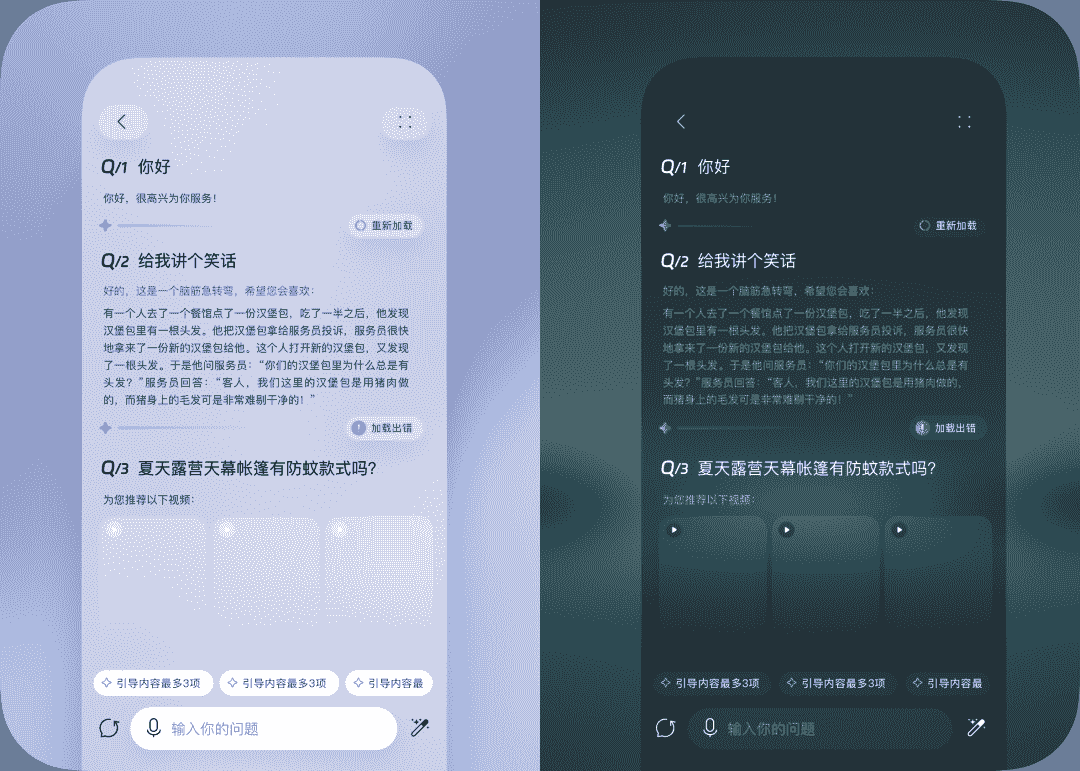 Q/1 你好
你好，很高兴为你服务！
重新加载
Q/2 给我讲个笑话
好的，这是一个脑筋急转弯，希望您会喜欢：
有一个人去了一个餐馆点了一份汉堡包，吃了一半之后，他发现
汉堡包里有一根头发。他把汉堡包拿给服务员投诉，服务员很快
地拿来了一份新的汉堡包给他。这个人打开新的汉堡包，又发现
了一根头发。于是他问服务员：“你们的汉堡包里为什么总是有
头发？”服务员回答：“客人，我们这里的汉堡包是用猪肉做
的，而猪身上的毛发可是非常难剔干净的！”
加载出错
Q/3 夏天露营天幕帐篷有防蚊款式吗?
为您推荐以下视频：
引导内容最多3项 引导内容最多3项 引导内容最
输入你的问题
Q/1 你好
你好，很高兴为你服务！
重新加载
Q/2 给我讲个笑话
好的，这是一个脑筋急转弯，希望您会喜欢：
有一个人去了一个餐馆点了一份汉堡包，吃了一半之后，他发现
汉堡包里有一根头发。他把汉堡包拿给服务员投诉，服务员很快
地拿来了一份新的汉堡包给他。这个人打开新的汉堡包，又发现
了一根头发。于是他问服务员：“你们的汉堡包里为什么总是有
头发？”服务员回答：“客人，我们这里的汉堡包是用猪肉做的，
而猪身上的毛发可是非常难剔干净的！”
加载出错
Q/3 夏天露营天幕帐篷有防蚊款式吗?
为您推荐以下视频：
引导内容最多3项 引导内容最多3项 引导内容最
输入你的问题